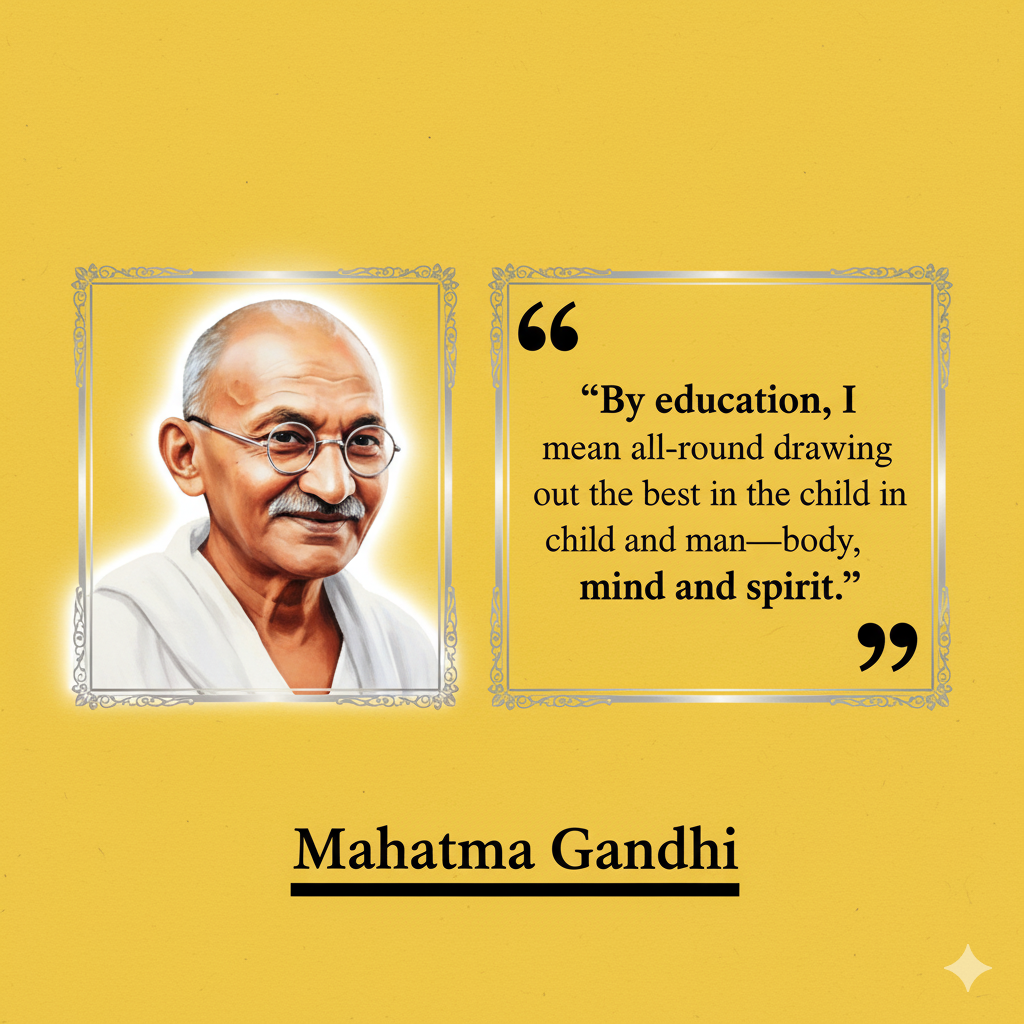 “
“By education, I
mean all-round drawing
out the best in the child in
child and man—body,
mind and spirit.”
”
Mahatma Gandhi